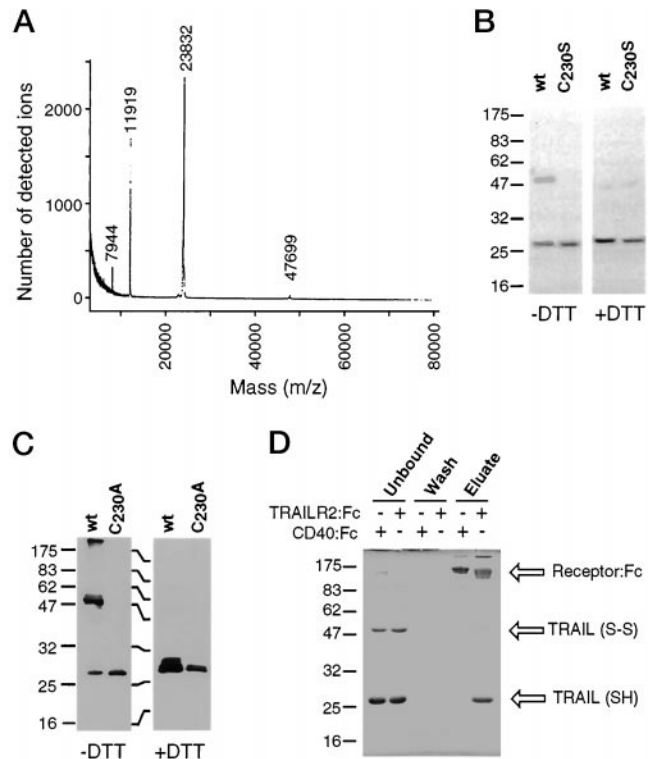 A
Number of detected ions
2000
1000
0
7944
11919
23832
47699
20000
40000
60000
80000
Mass (m/z)
B
wt
C230S
wt
C230S
175
83
62
47
32
25
16
-DTT
+DTT
C
wt
C230A
wt
C230A
175
83
62
47
32
25
16
-DTT
+DTT
D
Unbound
Wash
Eluate
TRAILR2:Fc - + - + - +
CD40:Fc + - + - + -
175
83
62
47
32
25
16
Receptor:Fc
TRAIL (S-S)
TRAIL (SH)